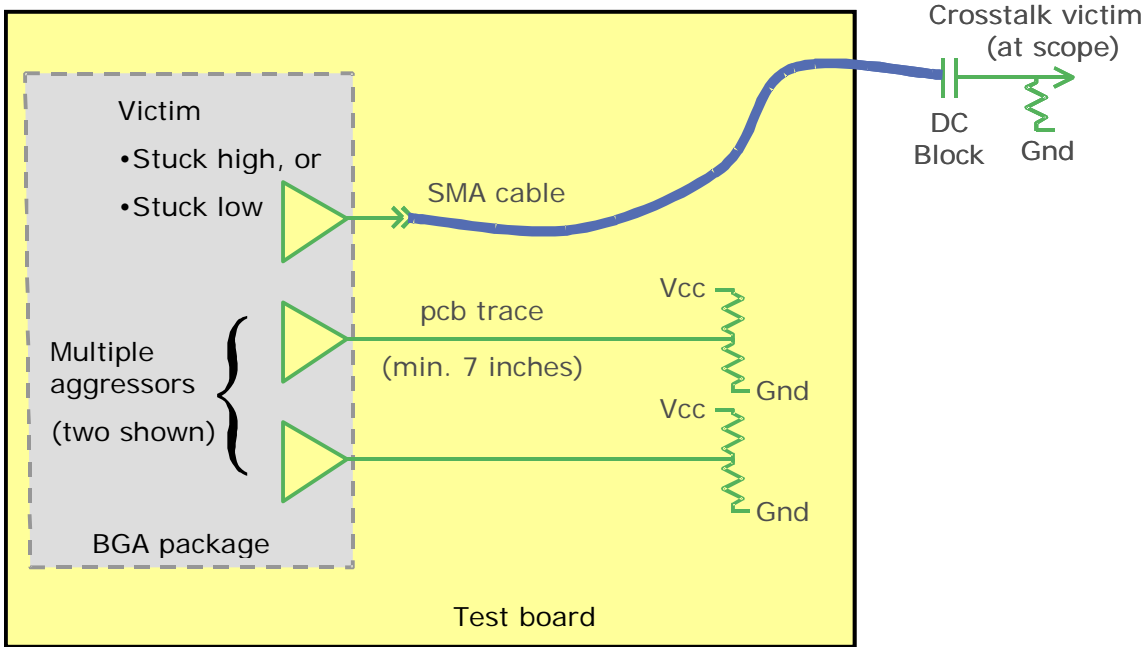 Crosstalk victim
(at scope)
Victim
•Stuck high, or
•Stuck low
SMA cable
DC
Block
Gnd
Vcc
pcb trace
(min. 7 inches)
Gnd
Multiple
aggressors
(two shown)
Vcc
Gnd
BGA package
Test board